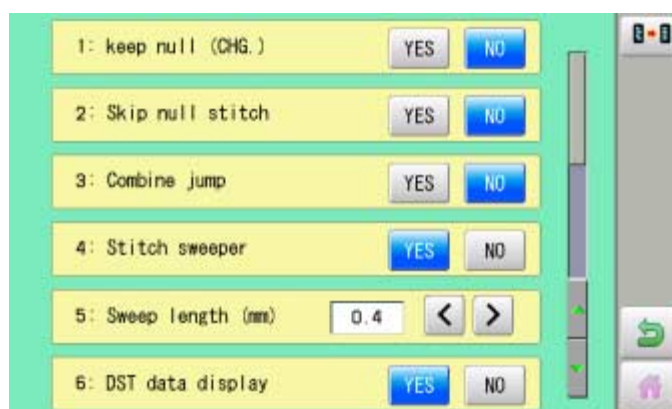 1: keep null (CHG.) YES NO
2: Skip null stitch YES NO
3: Combine jump YES NO
4: Stitch sweeper YES NO
5: Sweep length (mm) 0.4 < >
6: DST data display YES NO